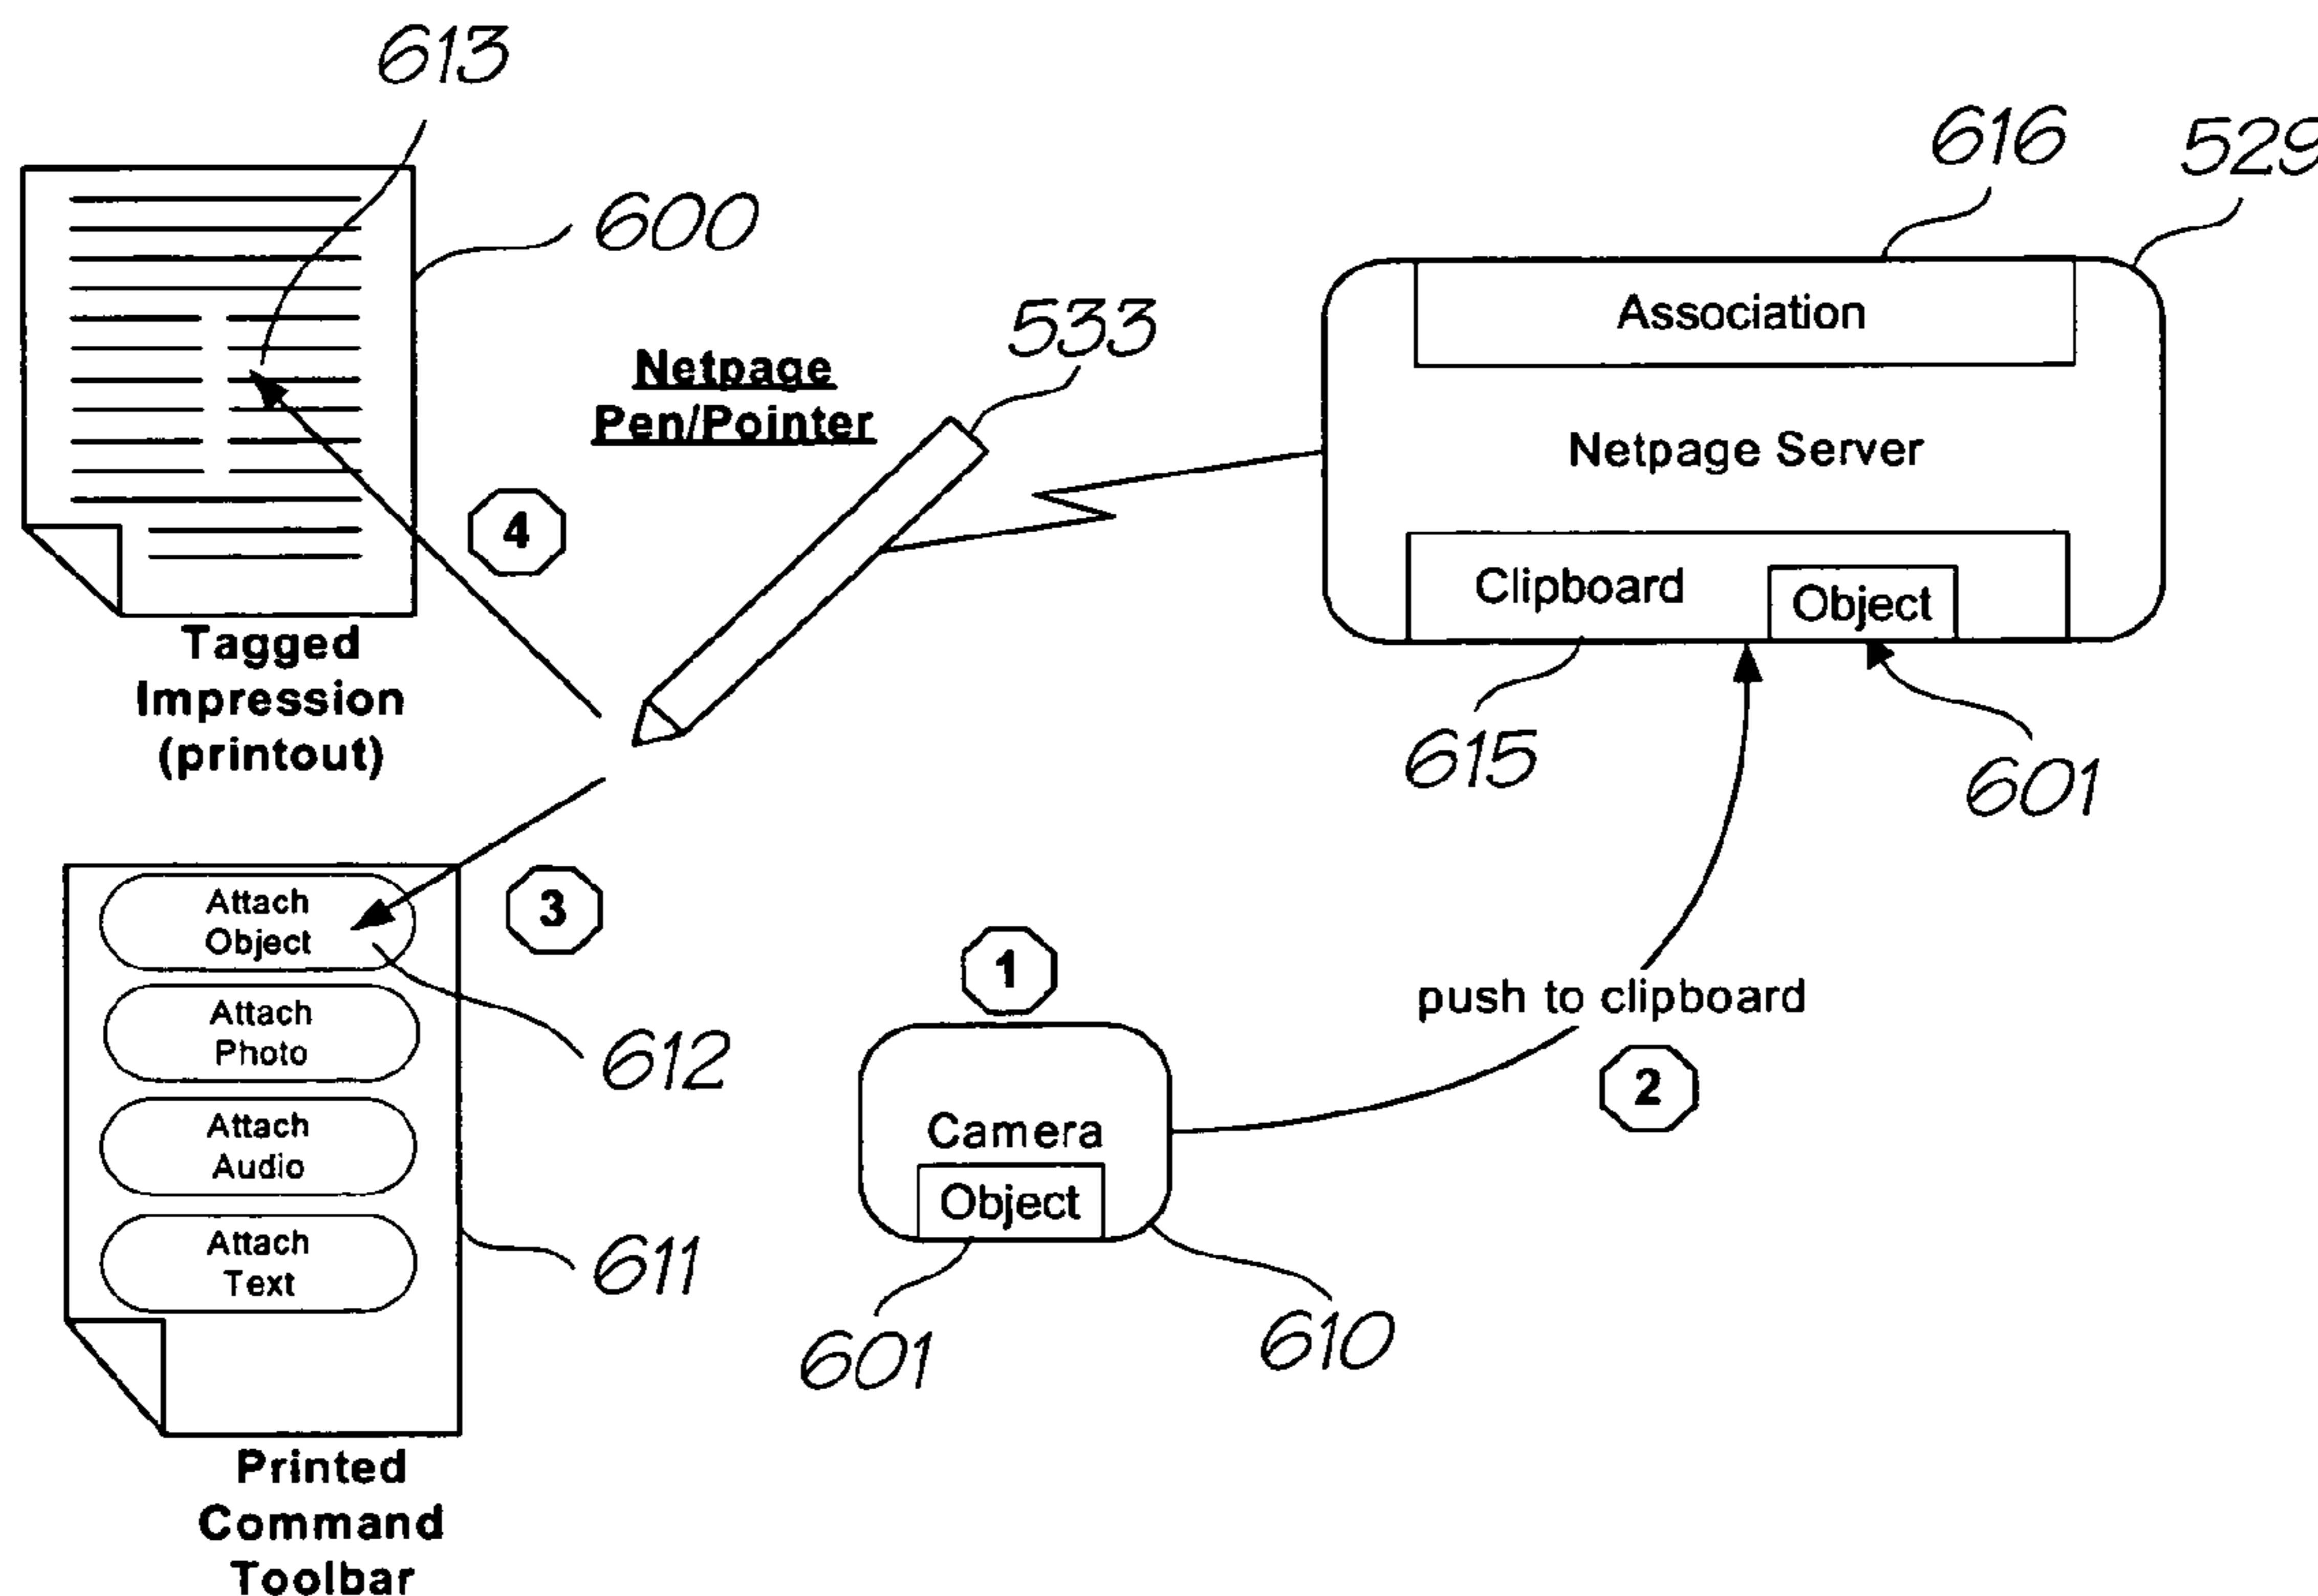 613
600
616
529
533
Netpage
Pen/Pointer
Association
Netpage Server
Clipboard
Object
615
601
4
Tagged
Impression
(printout)
3
Attach
Object
Attach
Photo
Attach
Audio
Attach
Text
612
611
Printed
Command
Toolbar
1
Camera
Object
601
610
push to clipboard
2